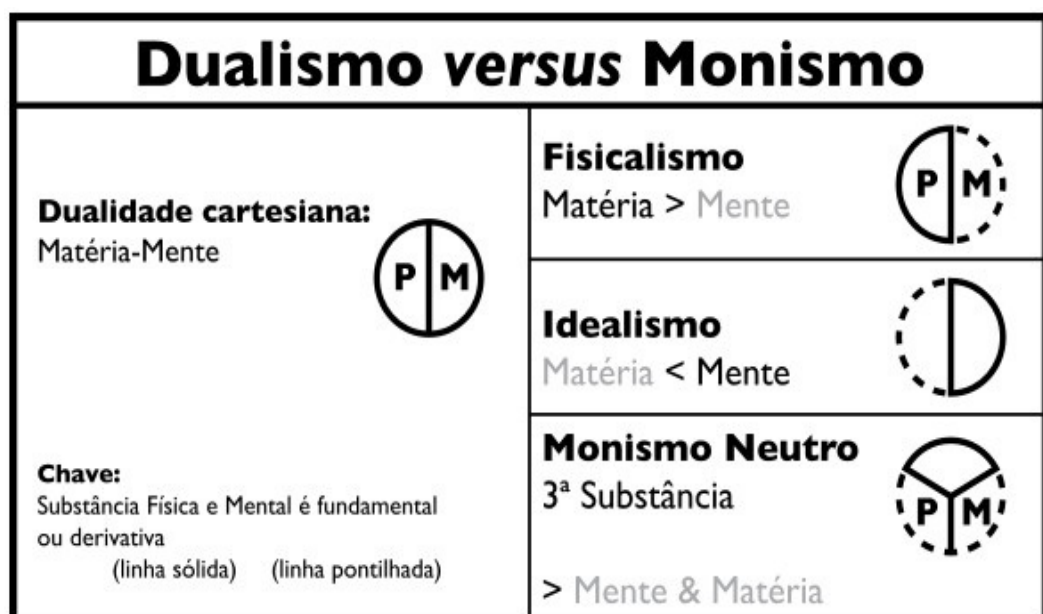 Dualismo versus Monismo
Dualidade cartesiana:
Matéria-Mente
P M
Chave:
Substância Física e Mental é fundamental
ou derivativa
(linha sólida) (linha pontilhada)
Fisicalismo
Matéria > Mente
P M
Idealismo
Matéria < Mente
Monismo Neutro
3ª Substância
P M
> Mente & Matéria